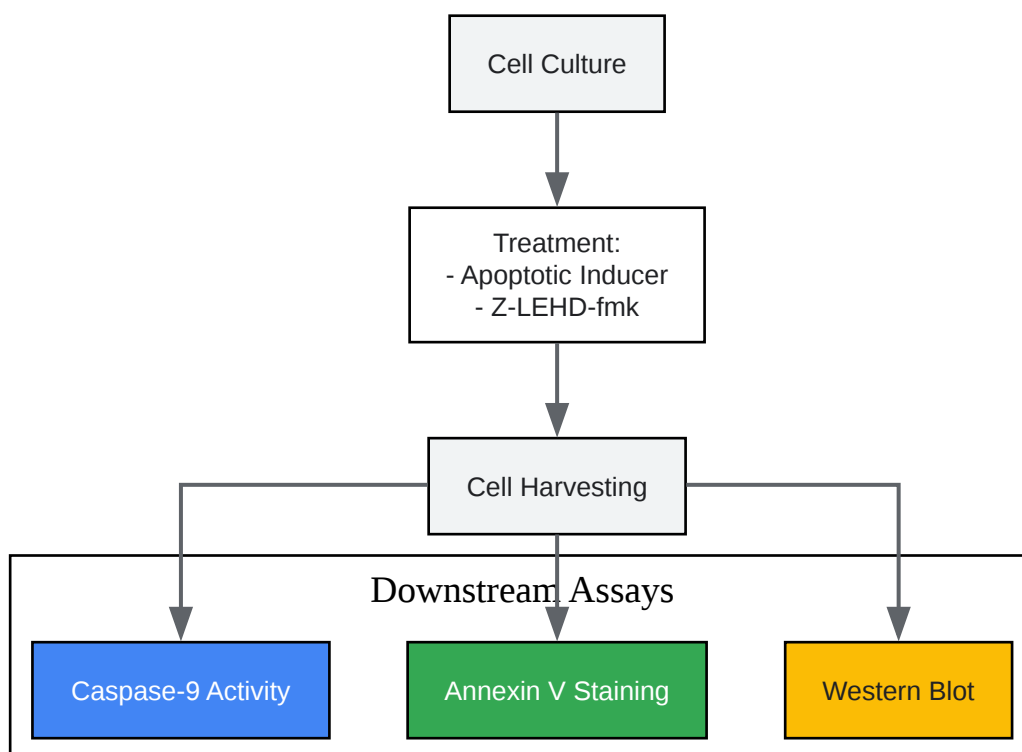 Cell Culture
Treatment:
- Apoptotic Inducer
- Z-LEHD-fmk
Cell Harvesting
Downstream Assays
Caspase-9 Activity
Annexin V Staining
Western Blot